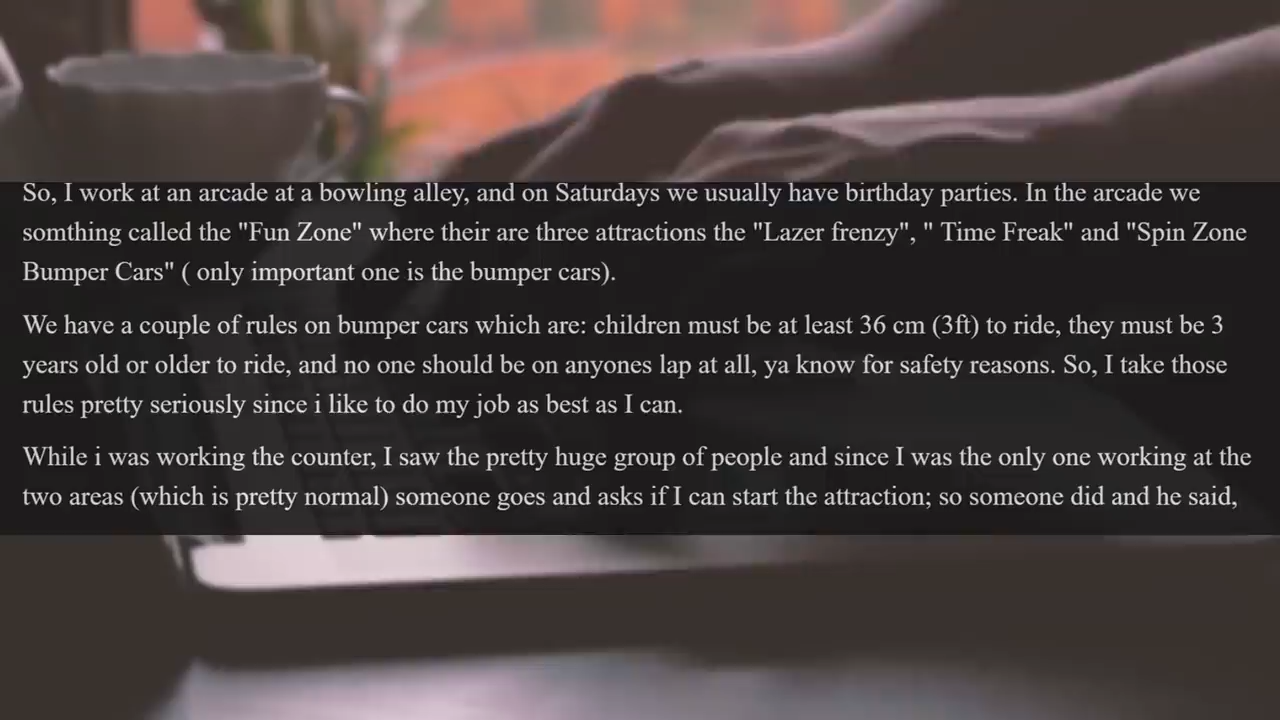 So, I work at an arcade at a bowling alley, and on Saturdays we usually have birthday parties. In the arcade we
somthing called the "Fun Zone" where their are three attractions the "Lazer frenzy", " Time Freak" and "Spin Zone
Bumper Cars" ( only important one is the bumper cars).
We have a couple of rules on bumper cars which are: children must be at least 36 cm (3ft) to ride, they must be 3
years old or older to ride, and no one should be on anyones lap at all, ya know for safety reasons. So, I take those
rules pretty seriously since i like to do my job as best as I can.
While i was working the counter, I saw the pretty huge group of people and since I was the only one working at the
two areas (which is pretty normal) someone goes and asks if I can start the attraction; so someone did and he said,